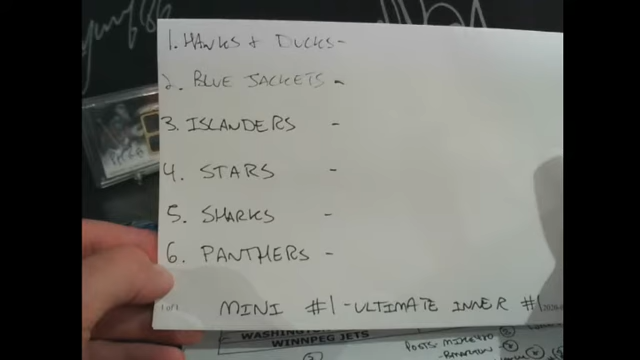 1. HAWKS & DUCKS -
2. BLUE JACKETS -
3. ISLANDERS -
4. STARS -
5. SHARKS -
6. PANTHERS -
MINI #1 - ULTIMATE INNER #1
WASHINGTON
WINNIPEG JETS